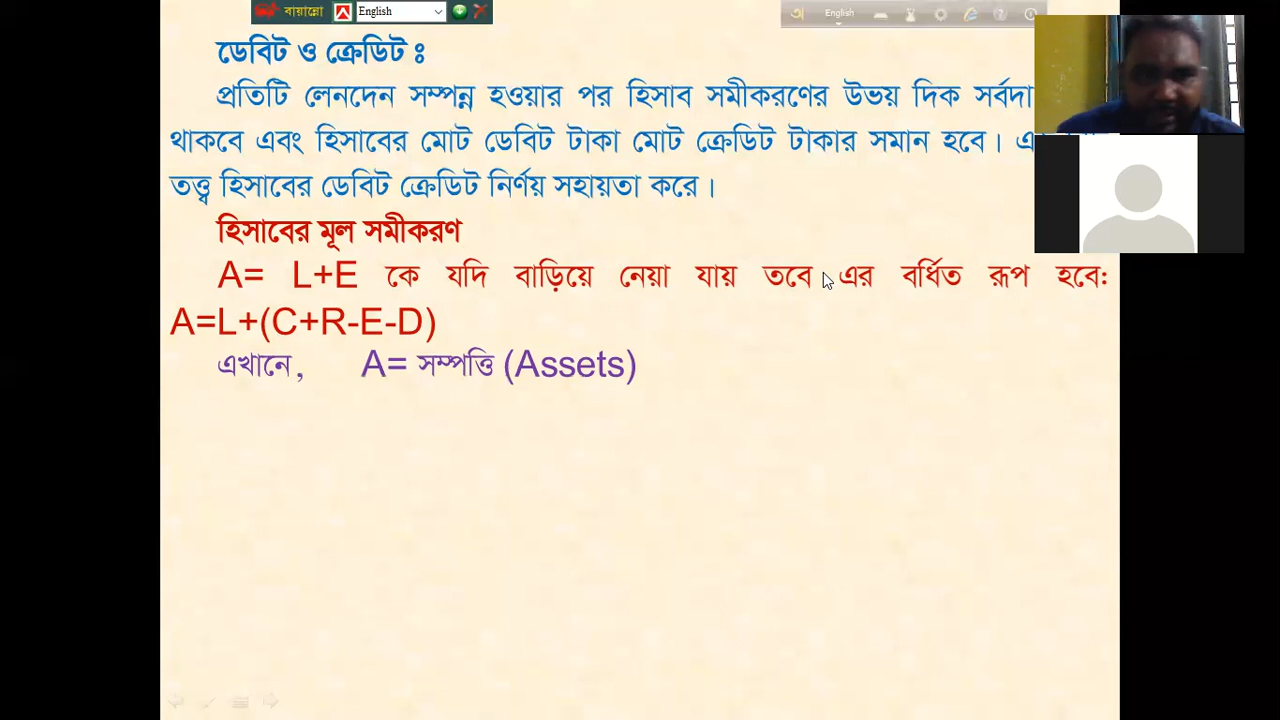 বায়ান্নো English English
ডেবিট ও ক্রেডিট ঃ
প্রতিটি লেনদেন সম্পন্ন হওয়ার পর হিসাব সমীকরণের উভয় দিক সর্বদা
থাকবে এবং হিসাবের মোট ডেবিট টাকা মোট ক্রেডিট টাকার সমান হবে।
তত্ত্ব হিসাবের ডেবিট ক্রেডিট নির্ণয় সহায়তা করে।
হিসাবের মূল সমীকরণ
A= L+E কে যদি বাড়িয়ে নেয়া যায় তবে এর বর্ধিত রূপ হবে:
A=L+(C+R-E-D)
এখানে, A= সম্পত্তি (Assets)